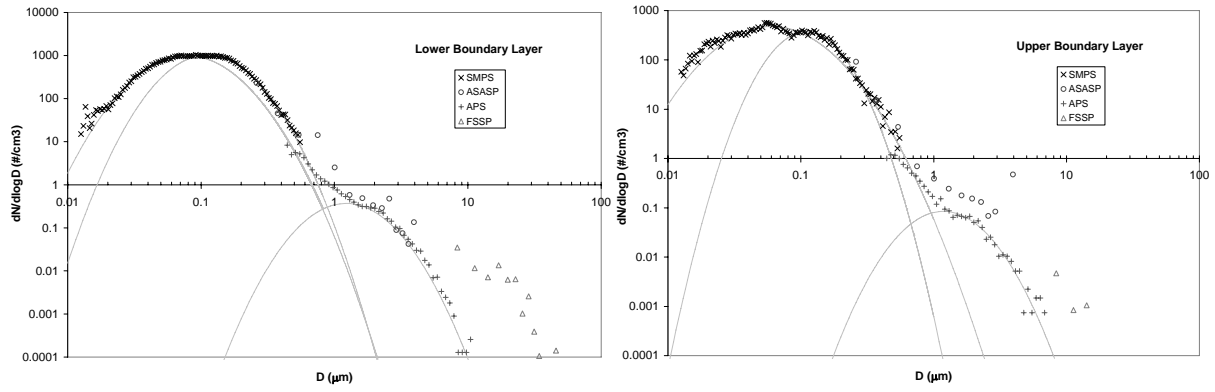 Lower Boundary Layer
SMPS
ASASP
APS
FSSP
dN/dlogD (#/cm3)
10000
1000
100
10
1
0.1
0.01
0.001
0.0001
0.01
0.1
1
10
100
D (μm)
Upper Boundary Layer
SMPS
ASASP
APS
FSSP
dN/dlogD (#/cm3)
1000
100
10
1
0.1
0.01
0.001
0.0001
0.01
0.1
1
10
100
D (μm)